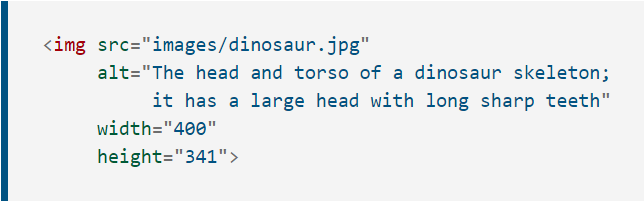 <img src="images/dinosaur.jpg"
alt="The head and torso of a dinosaur skeleton;
it has a large head with long sharp teeth"
width="400"
height="341">